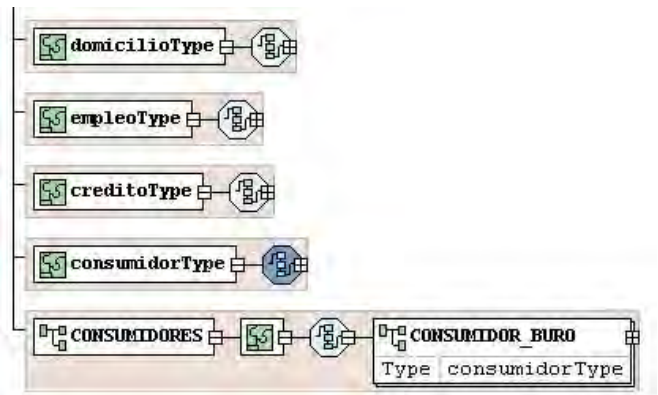 domicilioType
empleoType
creditoType
consumidorType
CONSUMIDORES CONSUMIDOR_BURO
Type consumidorType